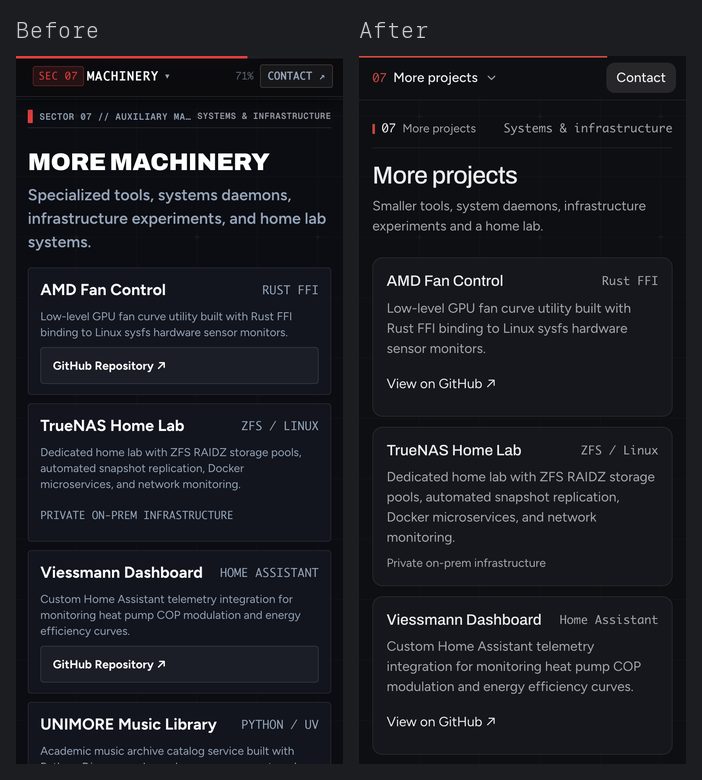 Before
SEC 07 MACHINERY ▾ 71% CONTACT ↗
SECTOR 07 // AUXILIARY MA… SYSTEMS & INFRASTRUCTURE
MORE MACHINERY
Specialized tools, systems daemons,
infrastructure experiments, and home lab
systems.
AMD Fan Control RUST FFI
Low-level GPU fan curve utility built with Rust FFI
binding to Linux sysfs hardware sensor monitors.
GitHub Repository ↗
TrueNAS Home Lab ZFS / LINUX
Dedicated home lab with ZFS RAIDZ storage pools,
automated snapshot replication, Docker
microservices, and network monitoring.
PRIVATE ON-PREM INFRASTRUCTURE
Viessmann Dashboard HOME ASSISTANT
Custom Home Assistant telemetry integration for
monitoring heat pump COP modulation and energy
efficiency curves.
GitHub Repository ↗
UNIMORE Music Library PYTHON / UV
Academic music archive catalog service built with
After
07 More projects Contact
07 More projects Systems & infrastructure
More projects
Smaller tools, system daemons, infrastructure
experiments and a home lab.
AMD Fan Control Rust FFI
Low-level GPU fan curve utility built with
Rust FFI binding to Linux sysfs hardware
sensor monitors.
View on GitHub ↗
TrueNAS Home Lab ZFS / Linux
Dedicated home lab with ZFS RAIDZ storage
pools, automated snapshot replication,
Docker microservices, and network
monitoring.
Private on-prem infrastructure
Viessmann Dashboard Home Assistant
Custom Home Assistant telemetry
integration for monitoring heat pump COP
modulation and energy efficiency curves.
View on GitHub ↗